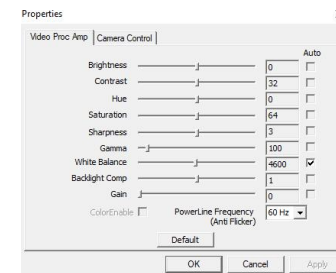 Properties
Video Proc Amp Camera Control
Auto
Brightness 0
Contrast 32
Hue 0
Saturation 64
Sharpness 3
Gamma 100
White Balance 4600
Backlight Comp 1
Gain 0
ColorEnable PowerLine Frequency 60 Hz
(Anti Flicker)
Default
OK Cancel Apply